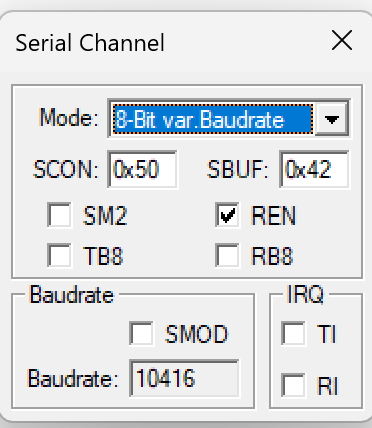 Serial Channel
Mode: 8-Bit var.Baudrate
SCON: 0x50 SBUF: 0x42
SM2 REN
TB8 RB8
Baudrate IRQ
SMOD TI
Baudrate: 10416 RI